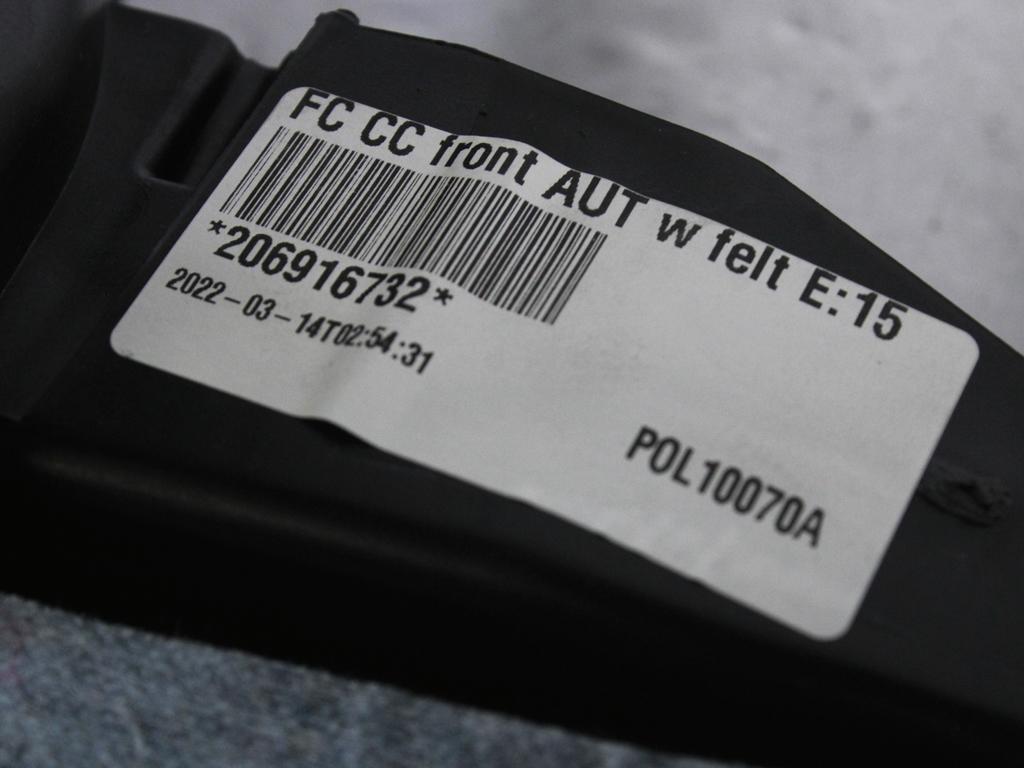 FC CC front AUT w felt E:15
*206916732*
2022-03-14T02:54:31
POL10070A